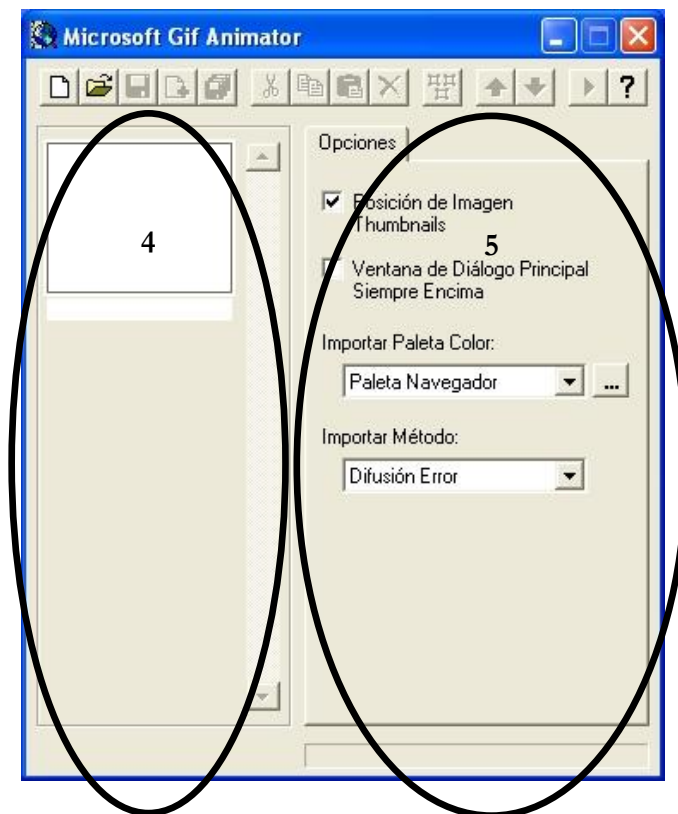 Microsoft Gif Animator
?
Opciones
Posición de Imagen
Thumbnails
4
5
Ventana de Diálogo Principal
Siempre Encima
Importar Paleta Color:
Paleta Navegador
...
Importar Método:
Difusión Error